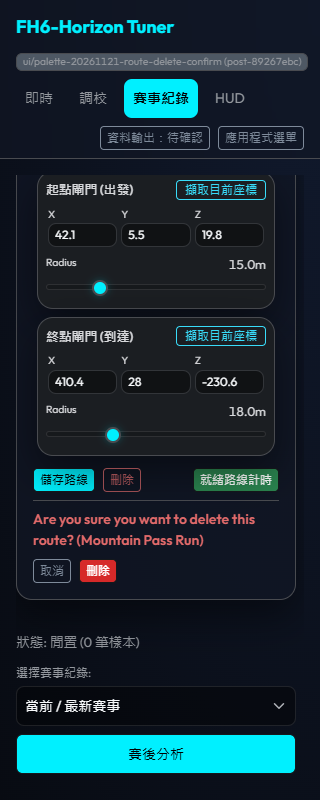 FH6-Horizon Tuner
ui/palette-20261121-route-delete-confirm (post-89267ebc)
即時 調校 賽事紀錄 HUD
資料輸出：待確認 應用程式選單
起點閘門 (出發) 擷取目前座標
X Y Z
42.1 5.5 19.8
Radius 15.0m
終點閘門 (到達) 擷取目前座標
X Y Z
410.4 28 -230.6
Radius 18.0m
儲存路線 刪除 就緒路線計時
Are you sure you want to delete this
route? (Mountain Pass Run)
取消 刪除
狀態: 閒置 (0 筆樣本)
選擇賽事紀錄:
當前 / 最新賽事
賽後分析